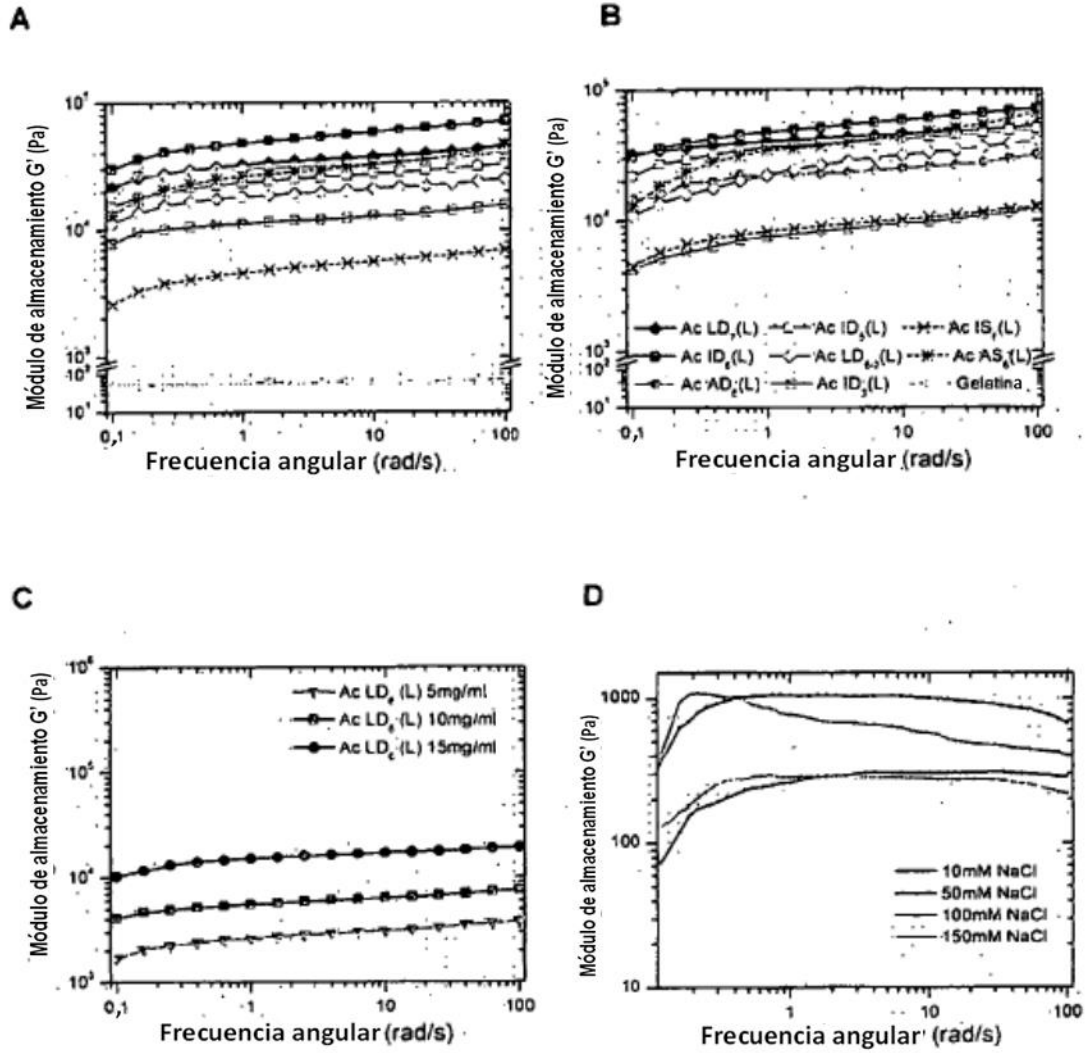 A
Módulo de almacenamiento G' (Pa)
10⁴
10³
10²
10¹
0,1
1
10
100
Frecuencia angular (rad/s)
B
Módulo de almacenamiento G' (Pa)
10⁵
10⁴
10³
10²
10¹
Ac LD₇(L) Ac ID₅(L)
Ac ID₆(L) Ac LD₆₋₂(L) Ac AS₆(L)
Ac ID₃(L) Gelatina
0,1
1
10
100
Frecuencia angular (rad/s)
C
Módulo de almacenamiento G' (Pa)
10⁶
10⁵
10⁴
10³
Ac LD₆ (L) 5mg/ml
Ac LD₆ (L) 10mg/ml
Ac LD₆ (L) 15mg/ml
0,1
1
10
100
Frecuencia angular (rad/s)
D
Módulo de almacenamiento G' (Pa)
1000
100
10
10mM NaCl
50mM NaCl
100mM NaCl
150mM NaCl
1
10
100
Frecuencia angular (rad/s)